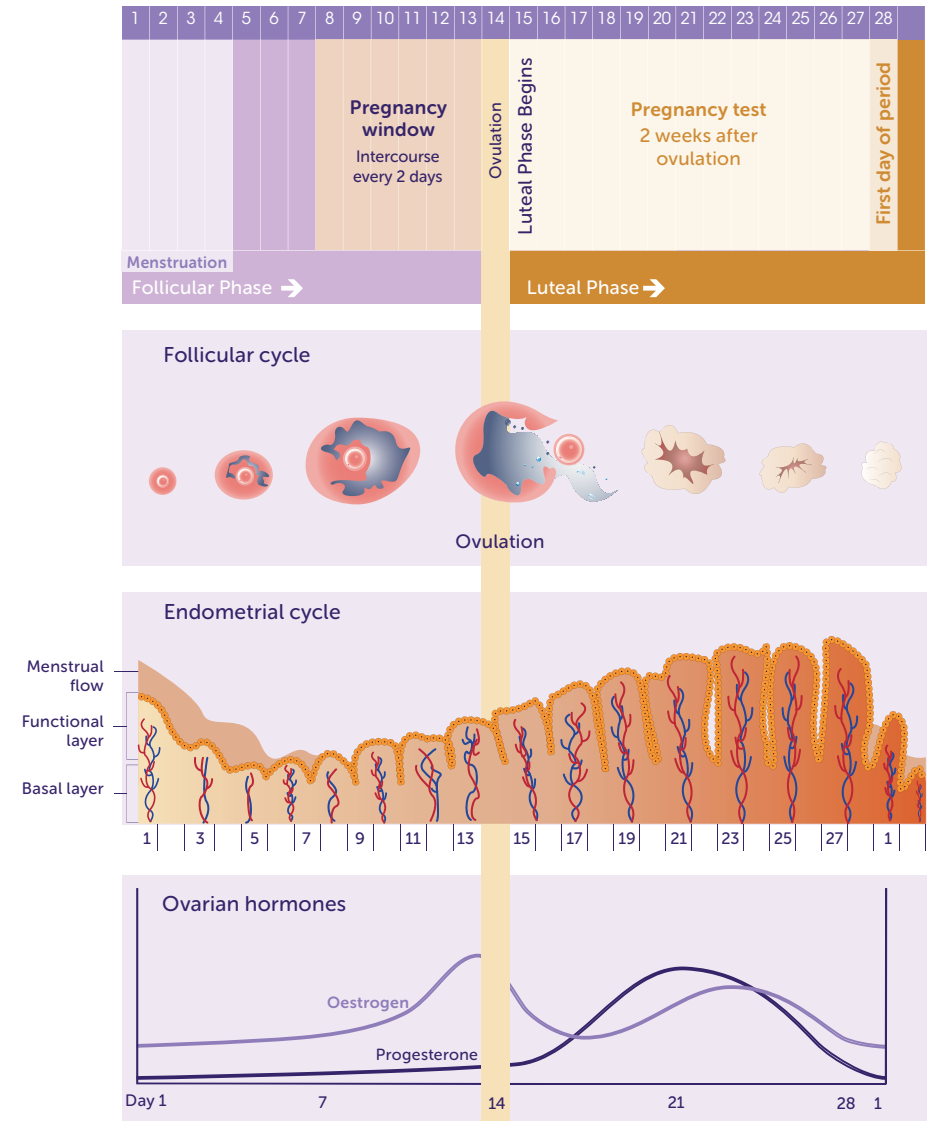 1 2 3 4 5 6 7 8 9 10 11 12 13 14 15 16 17 18 19 20 21 22 23 24 25 26 27 28
Pregnancy
window
Intercourse
every 2 days
Ovulation
Luteal Phase Begins
Pregnancy test
2 weeks after
ovulation
First day of period
Menstruation
Follicular Phase
Luteal Phase
Follicular cycle
Ovulation
Endometrial cycle
Menstrual
flow
Functional
layer
Basal layer
1 3 5 7 9 11 13 15 17 19 21 23 25 27 1
Ovarian hormones
Oestrogen
Progesterone
Day 1 7 14 21 28 1